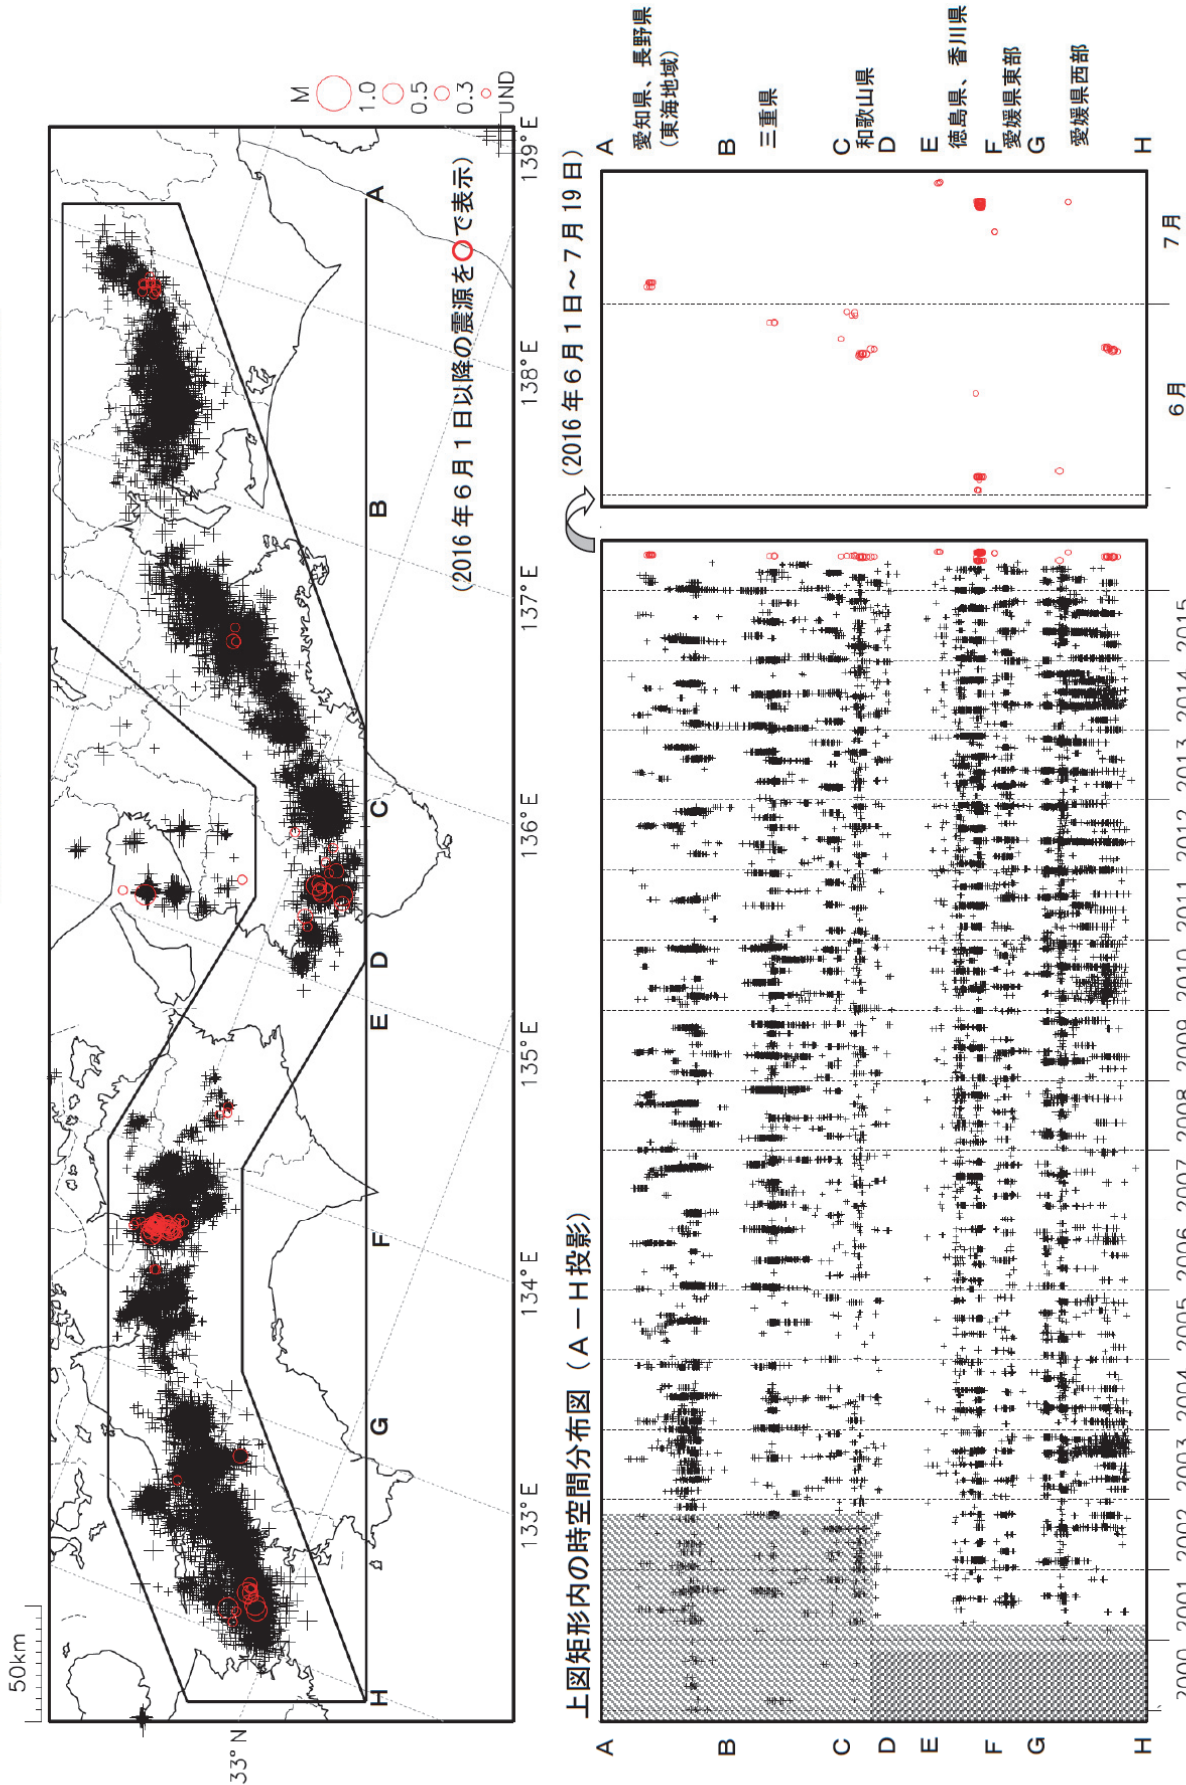 50km
33°N
133°E
134°E
135°E
136°E
137°E
138°E
139°E
H
G
F
E
D
C
B
A
M
1.0
0.5
0.3
UND
(2016年6月1日以降の震源を○で表示)
上図矩形内の時空間分布図 (A-H投影)
(2016年6月1日~7月19日)
A
B
C
D
E
F
G
H
2000 2001 2002 2003 2004 2005 2006 2007 2008 2009 2010 2011 2012 2013 2014 2015
6月
7月
A
愛知県、長野県
(東海地域)
B
三重県
C
和歌山県
D
E
徳島県、香川県
F
愛媛県東部
G
愛媛県西部
H